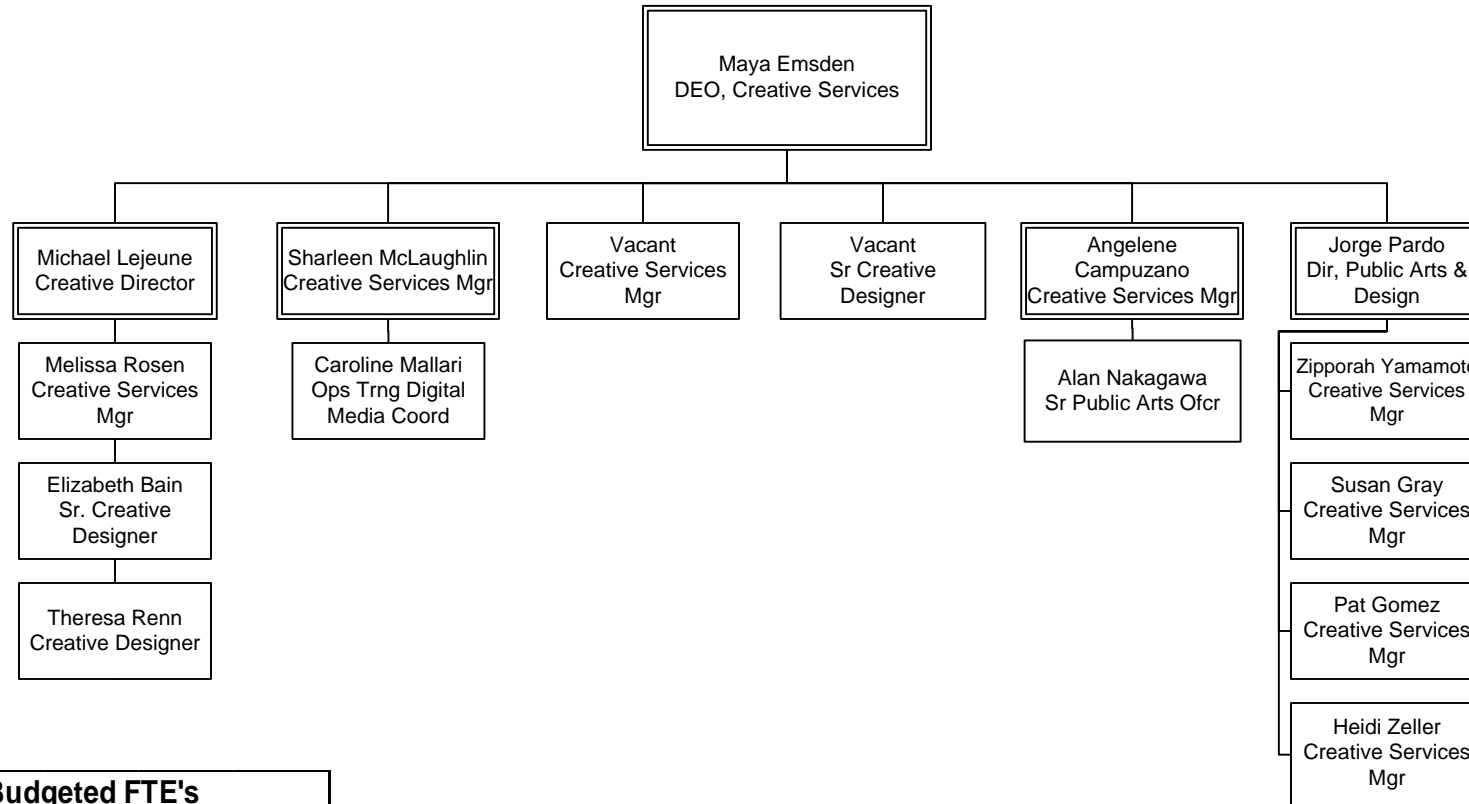 Maya Emsden
DEO, Creative Services
Michael Lejeune
Creative Director
Sharleen McLaughlin
Creative Services Mgr
Vacant
Creative Services
Mgr
Vacant
Sr Creative
Designer
Angelene
Campuzano
Creative Services Mgr
Jorge Pardo
Dir, Public Arts &
Design
Melissa Rosen
Creative Services
Mgr
Caroline Mallari
Ops Trng Digital
Media Coord
Alan Nakagawa
Sr Public Arts Ofcr
Zipporah Yamamoto
Creative Services
Mgr
Elizabeth Bain
Sr. Creative
Designer
Susan Gray
Creative Services
Mgr
Theresa Renn
Creative Designer
Pat Gomez
Creative Services
Mgr
Heidi Zeller
Creative Services
Mgr
Budgeted FTE's